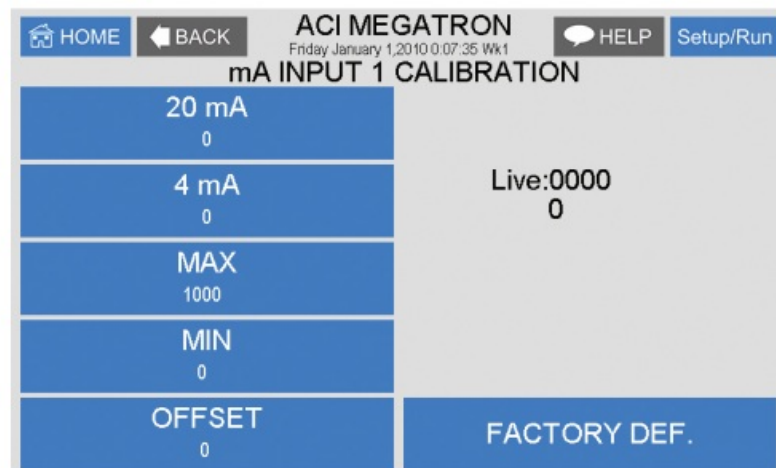 HOME
BACK
ACI MEGATRON
Friday January 1,2010 0:07:35 Wk1
HELP
Setup/Run
mA INPUT 1 CALIBRATION
20 mA
0
4 mA
0
MAX
1000
MIN
0
OFFSET
0
Live:0000
0
FACTORY DEF.